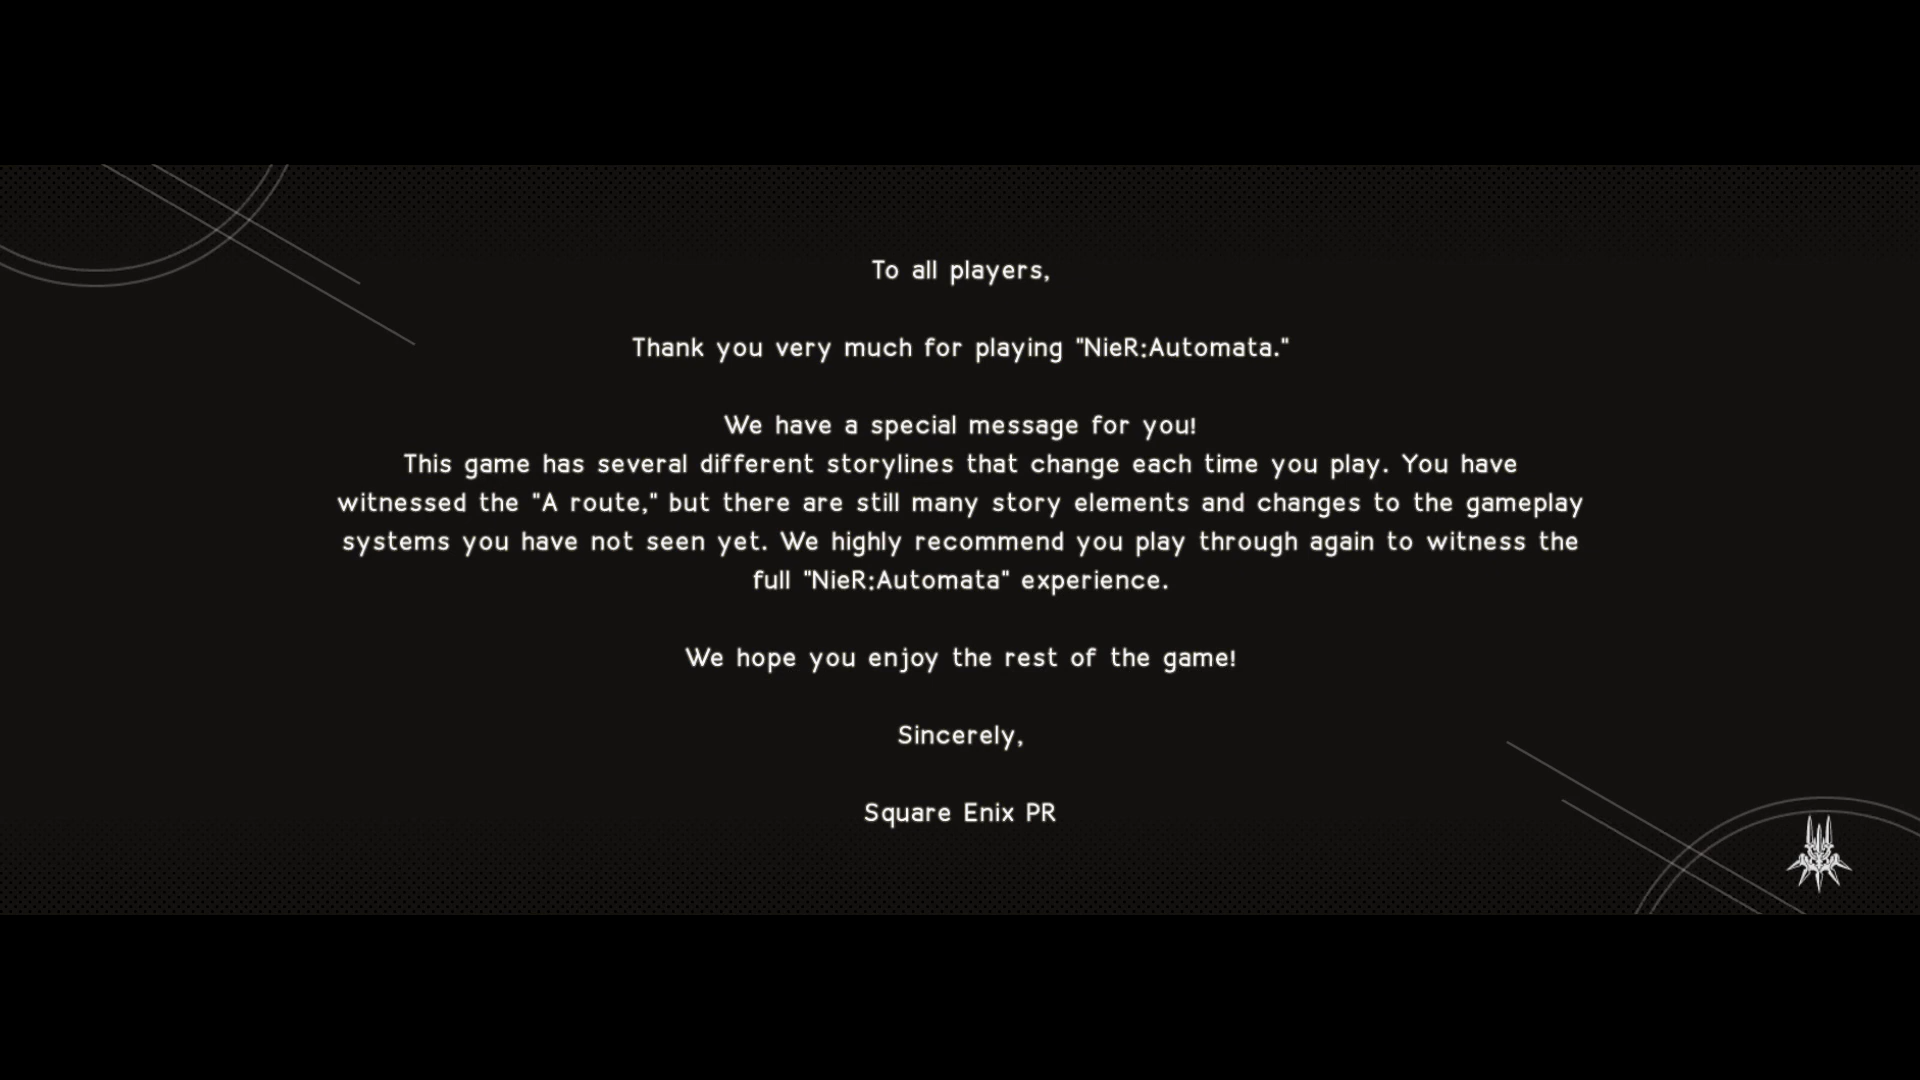 To all players,
Thank you very much for playing "NieR:Automata."
We have a special message for you!
This game has several different storylines that change each time you play. You have
witnessed the "A route," but there are still many story elements and changes to the gameplay
systems you have not seen yet. We highly recommend you play through again to witness the
full "NieR:Automata" experience.
We hope you enjoy the rest of the game!
Sincerely,
Square Enix PR